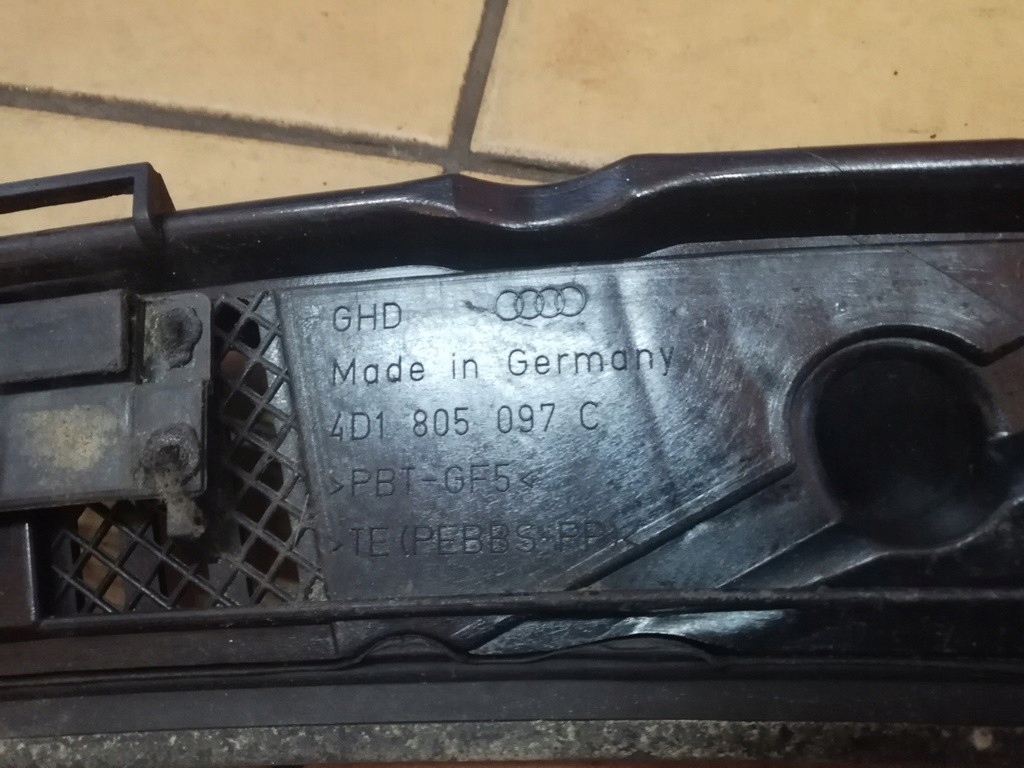 GHD
Made in Germany
4D1 805 097 C
>PBT-GF5<
>TE(PEBBS+PP)<